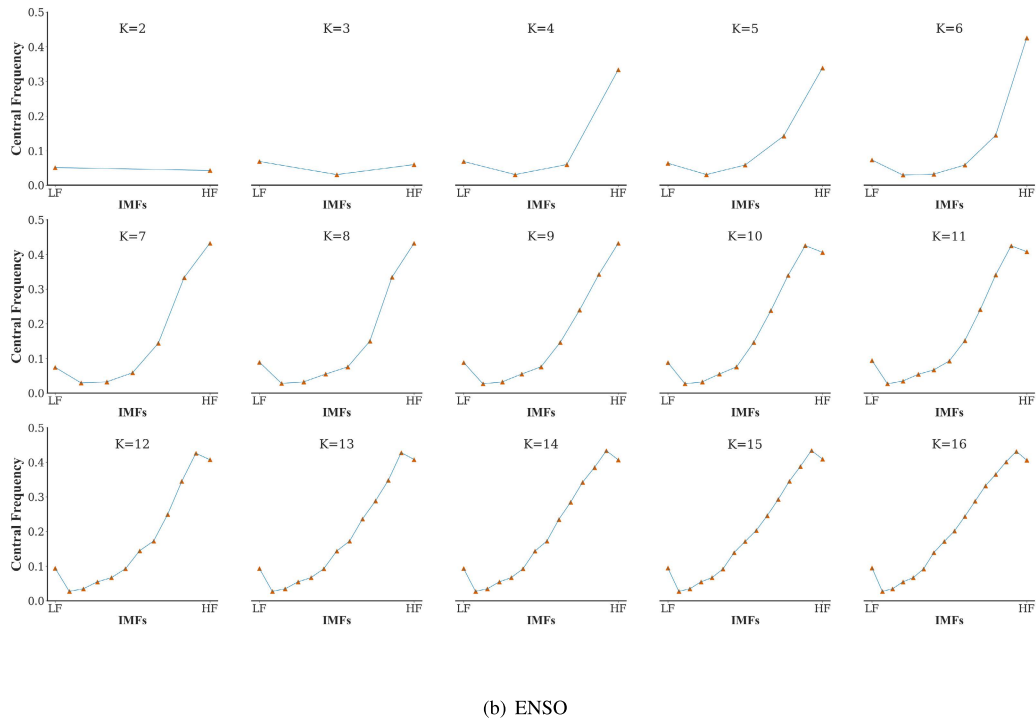 0.5
0.4
0.3
0.2
0.1
0.0
Central Frequency
K=2
LF
HF
IMFs
K=3
LF
HF
IMFs
K=4
LF
HF
IMFs
K=5
LF
HF
IMFs
K=6
LF
HF
IMFs
0.5
0.4
0.3
0.2
0.1
0.0
Central Frequency
K=7
LF
HF
IMFs
K=8
LF
HF
IMFs
K=9
LF
HF
IMFs
K=10
LF
HF
IMFs
K=11
LF
HF
IMFs
0.5
0.4
0.3
0.2
0.1
0.0
Central Frequency
K=12
LF
HF
IMFs
K=13
LF
HF
IMFs
K=14
LF
HF
IMFs
K=15
LF
HF
IMFs
K=16
LF
HF
IMFs
(b) ENSO